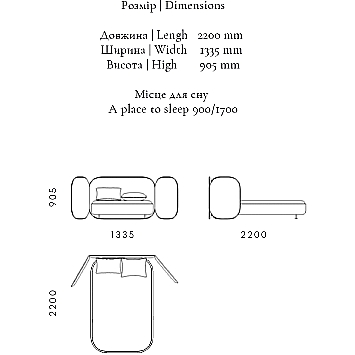 Розмір | Dimensions
Довжина | Lengh 2200 mm
Ширина | Width 1335 mm
Висота | High 905 mm
Місце для сну
A place to sleep 900/1700
905
1335
2200
2200